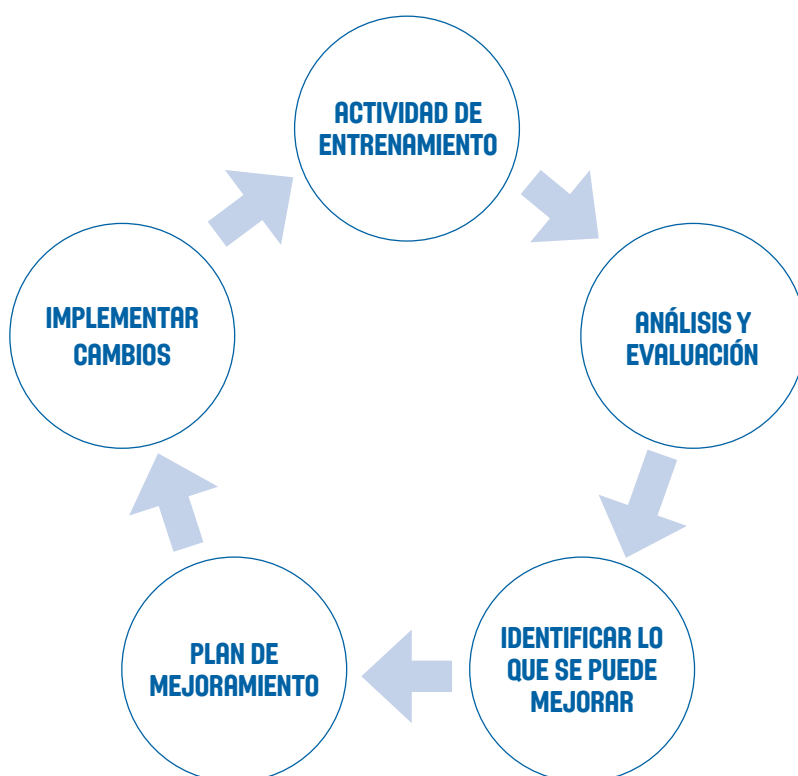 ACTIVIDAD DE
ENTRENAMIENTO
ANÁLISIS Y
EVALUACIÓN
IDENTIFICAR LO
QUE SE PUEDE
MEJORAR
PLAN DE
MEJORAMIENTO
IMPLEMENTAR
CAMBIOS